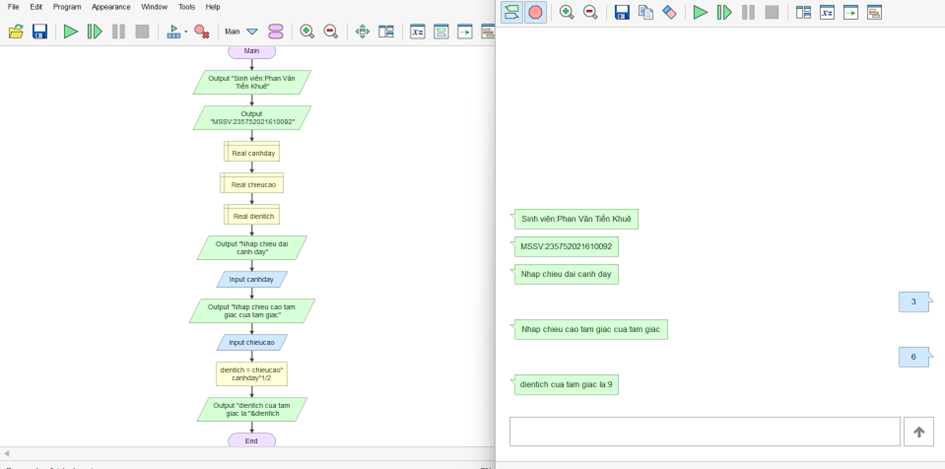 File Edit Program Appearance Window Tools Help
Main
Main
Output "Sinh viên:Phan Văn
Tiến Khuê"
Output
"MSSV:235752021610092"
Real canhday
Real chieucao
Real dientich
Output "Nhap chieu dai
canh day"
Input canhday
Output "Nhap chieu cao tam
giac cua tam giac"
Input chieucao
dientich = chieucao*
canhday*1/2
Output "dientich cua tam
giac la:"&dientich
End
Sinh viên:Phan Văn Tiến Khuê
MSSV:235752021610092
Nhap chieu dai canh day
3
Nhap chieu cao tam giac cua tam giac
6
dientich cua tam giac la:9